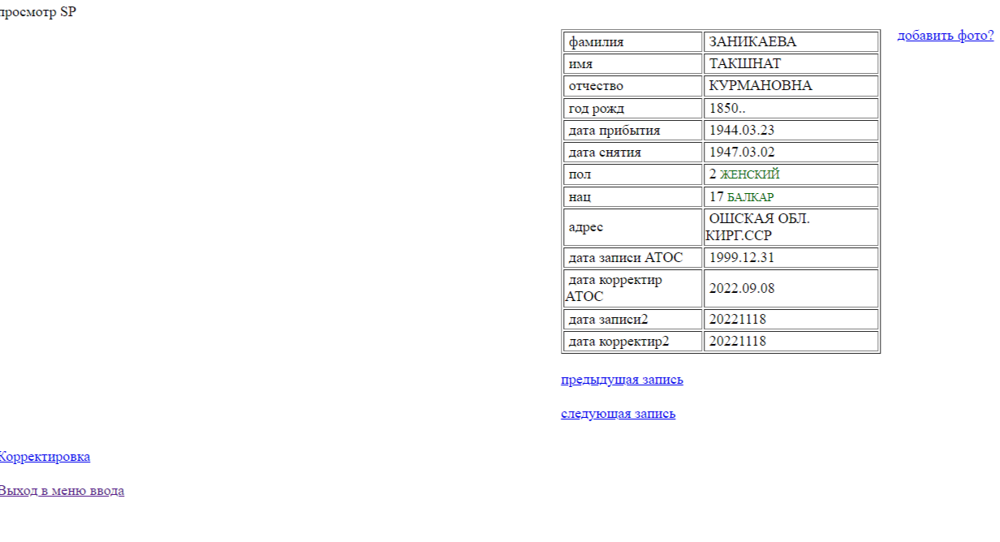 просмотр SP
добавить фото?
фамилия ЗАНИКАЕВА
имя ТАКШНАТ
отчество КУРМАНОВНА
год рожд 1850..
дата прибытия 1944.03.23
дата снятия 1947.03.02
пол 2 ЖЕНСКИЙ
нац 17 БАЛКАР
адрес ОШСКАЯ ОБЛ.
КИРГ.ССР
дата записи АТОС 1999.12.31
дата корректир
АТОС 2022.09.08
дата записи2 20221118
дата корректир2 20221118
предыдущая запись
следующая запись
Корректировка
Выход в меню ввода